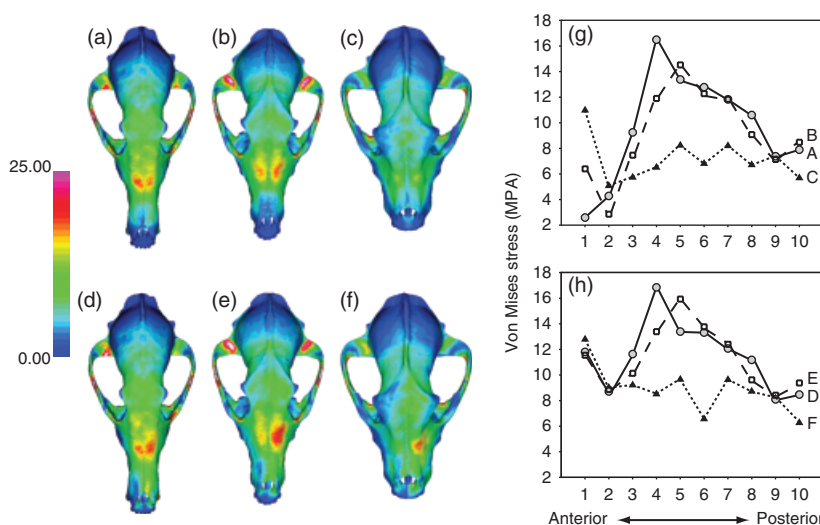 (a) (b) (c)
25.00
0.00
(d) (e) (f)
(g)
18
16
14
12
10
8
6
4
2
B
A
C
1 2 3 4 5 6 7 8 9 10
Von Mises stress (MPA)
(h)
18
16
14
12
10
8
6
4
2
E
D
F
1 2 3 4 5 6 7 8 9 10
Anterior Posterior